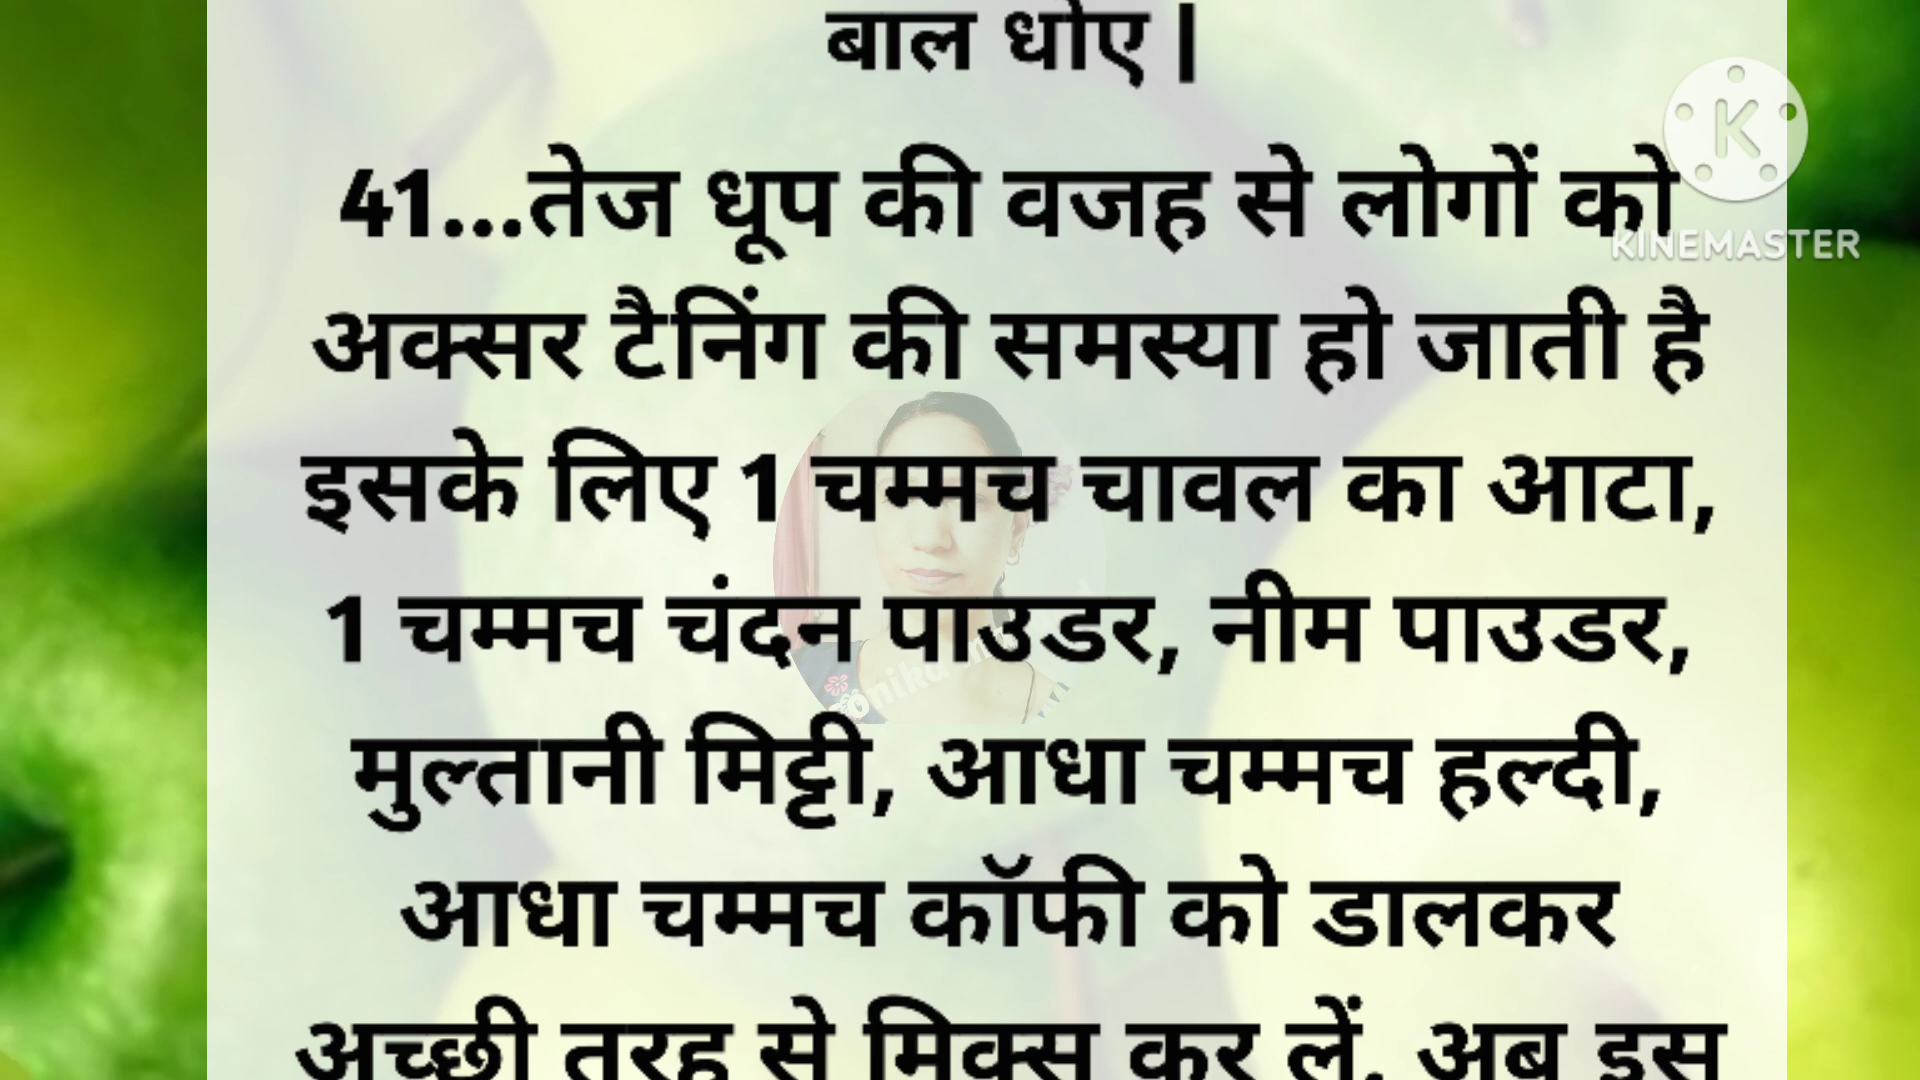 बाल धोए |
41...तेज धूप की वजह से लोगों को
K
KINEMASTER
अक्सर टैनिंग की समस्या हो जाती है
इसके लिए 1 चम्मच चावल का आटा,
1 चम्मच चंदन पाउडर, नीम पाउडर,
मुल्तानी मिट्टी, आधा चम्मच हल्दी,
आधा चम्मच कॉफी को डालकर
अच्छी तरह से मिक्स कर लें. अब इस